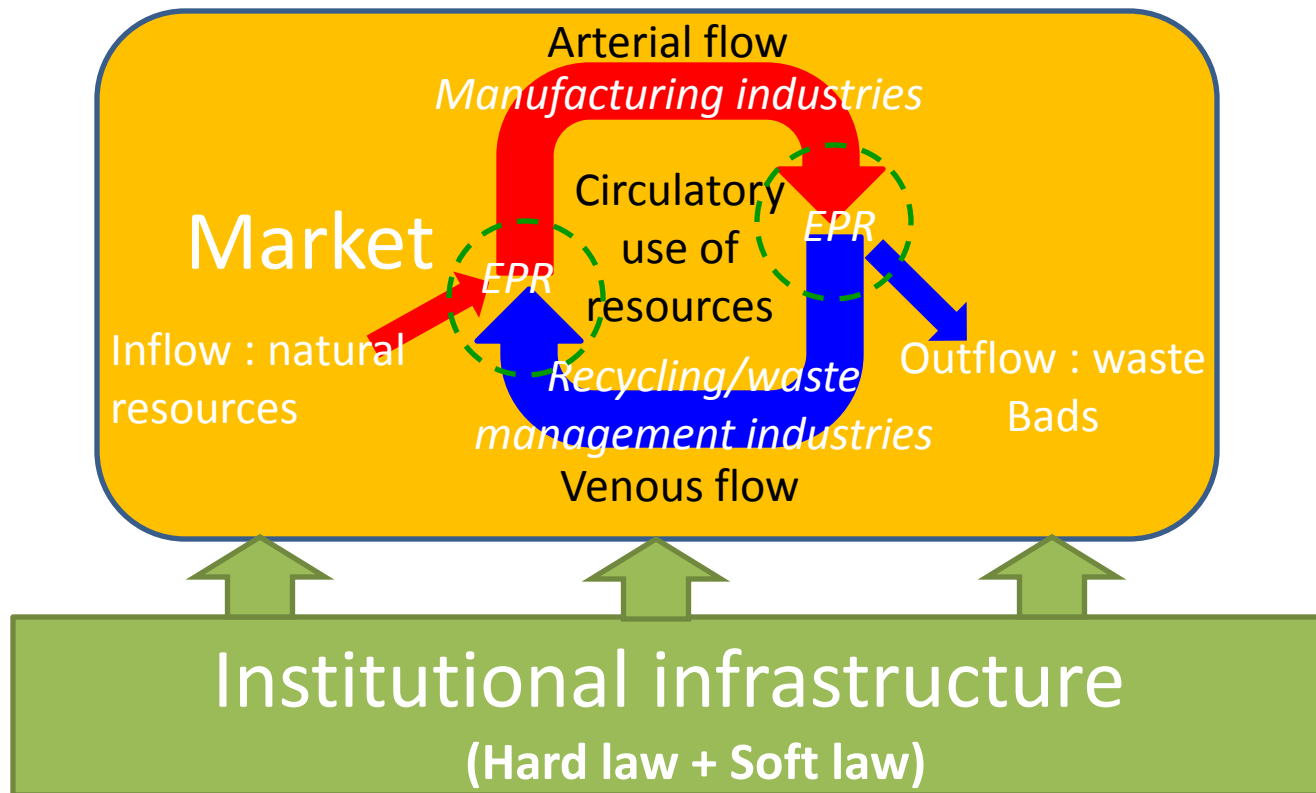 Arterial flow
Manufacturing industries
Circulatory
use of
resources
Market
EPR
EPR
Inflow : natural
resources
Outflow : waste
Bads
Recycling/waste
management industries
Venous flow
Institutional infrastructure
(Hard law + Soft law)